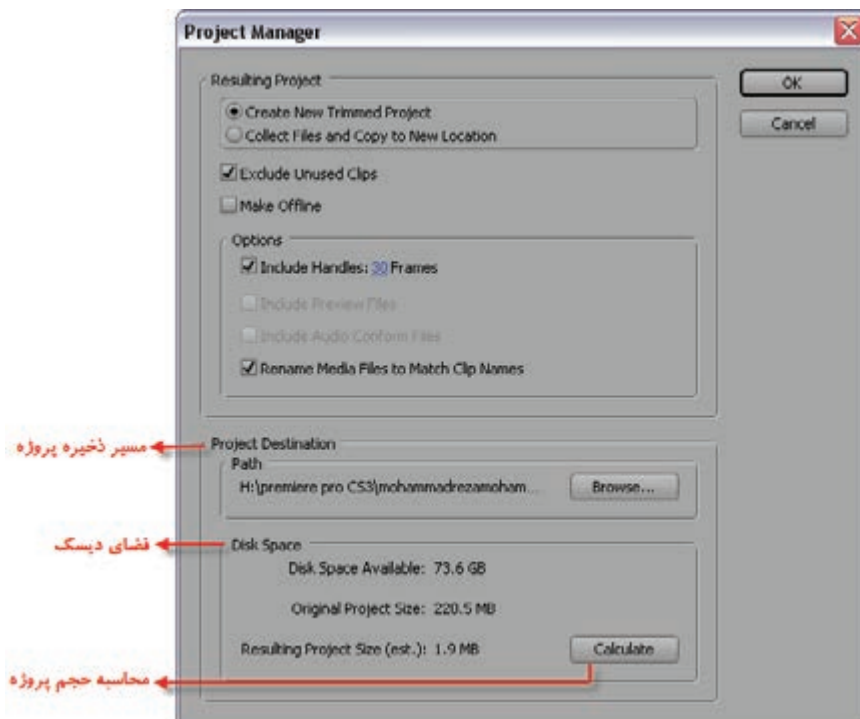 Project Manager
Resulting Project
OK
Create New Trimmed Project
Collect Files and Copy to New Location
Cancel
Exclude Unused Clips
Make Offline
Options
Include Handles: 30 Frames
Include Preview Files
Include Audio Conform Files
Rename Media Files to Match Clip Names
مسیر ذخیره پروژه
Project Destination
Path
H:\premiere pro CS3\mohammadrezamoham...
Browse...
فضای دیسک
Disk Space
Disk Space Available: 73.6 GB
Original Project Size: 220.5 MB
Resulting Project Size (est.): 1.9 MB
Calculate
محاسبه حجم پروژه